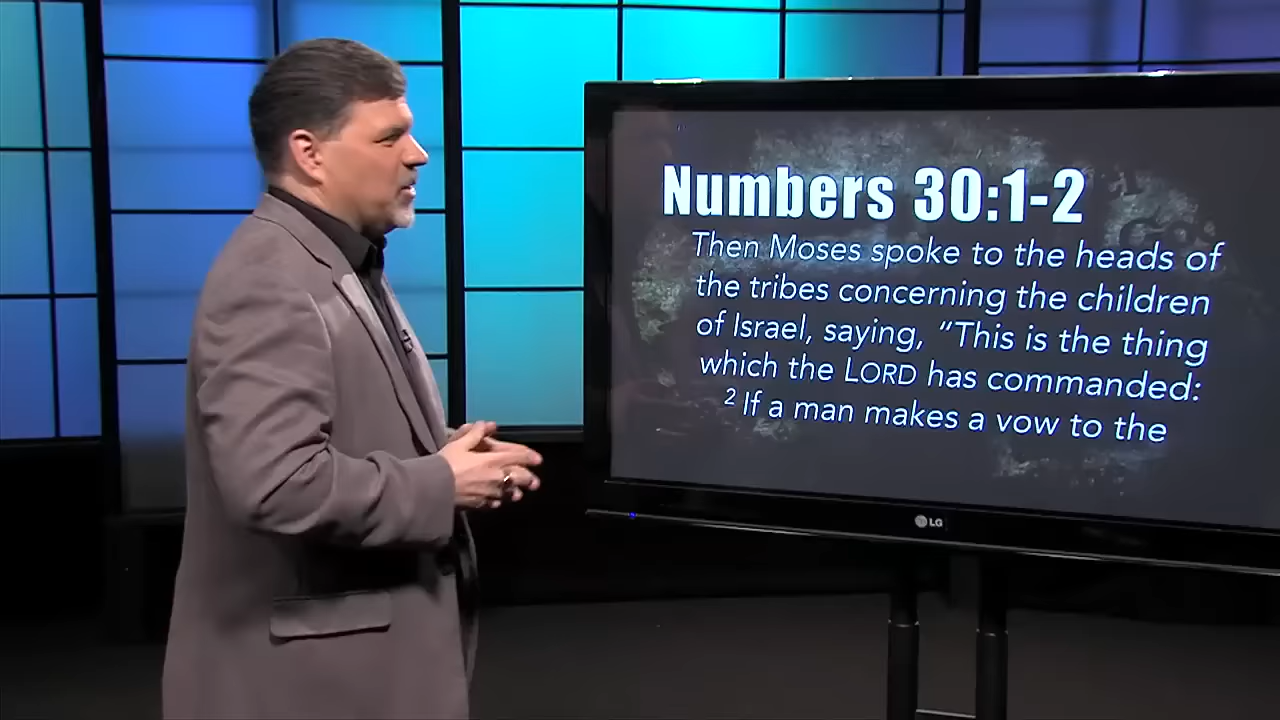 Numbers 30:1-2
Then Moses spoke to the heads of
the tribes concerning the children
of Israel, saying, “This is the thing
which the LORD has commanded:
2 If a man makes a vow to the
LG